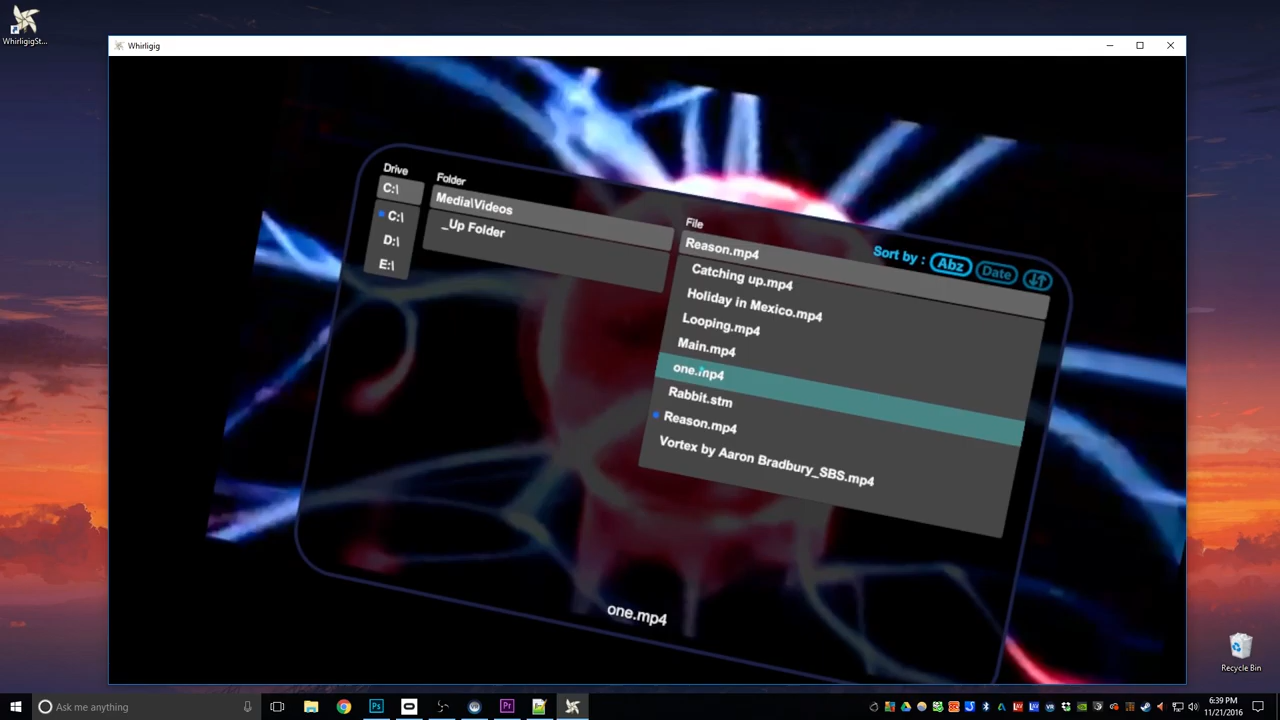 WhirligigSt...
Whirligig
Drive
C:\
C:\
D:\
E:\
Folder
Media\Videos
_Up Folder
File
Reason.mp4
Sort by : Abz Date
Catching up.mp4
Holiday in Mexico.mp4
Looping.mp4
Main.mp4
one.mp4
Rabbit.stm
Reason.mp4
Vortex by Aaron Bradbury_SBS.mp4
one.mp4
Recycle Bin
Ask me anything
Ps
Pr
6:39 PM
11/21/2016